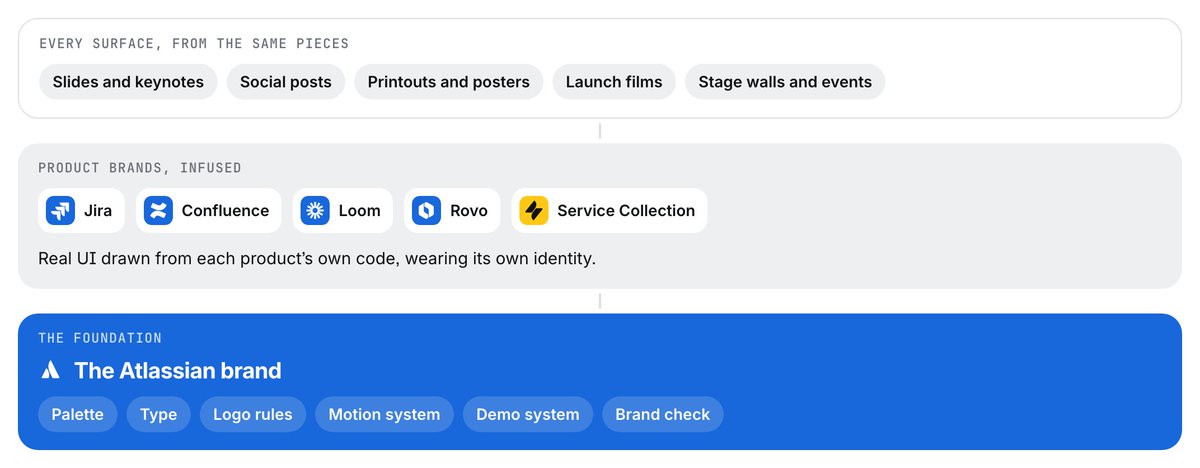 EVERY SURFACE, FROM THE SAME PIECES
Slides and keynotes Social posts Printouts and posters Launch films Stage walls and events
PRODUCT BRANDS, INFUSED
Jira Confluence Loom Rovo Service Collection
Real UI drawn from each product’s own code, wearing its own identity.
THE FOUNDATION
The Atlassian brand
Palette Type Logo rules Motion system Demo system Brand check